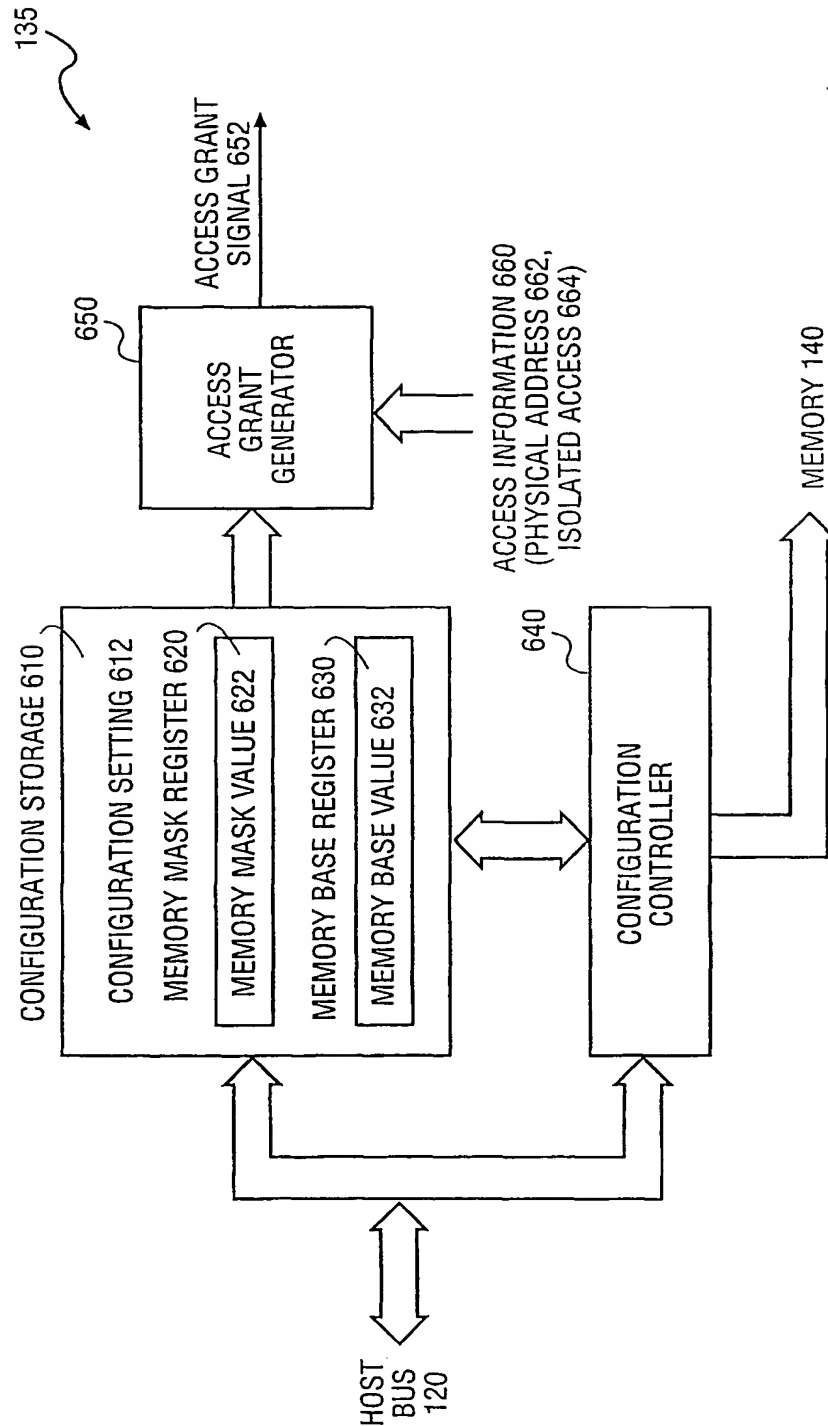 135
CONFIGURATION STORAGE 610
CONFIGURATION SETTING 612
MEMORY MASK REGISTER 620
MEMORY MASK VALUE 622
MEMORY BASE REGISTER 630
MEMORY BASE VALUE 632
650
ACCESS
GRANT
GENERATOR
ACCESS GRANT
SIGNAL 652
ACCESS INFORMATION 660
(PHYSICAL ADDRESS 662,
ISOLATED ACCESS 664)
HOST
BUS
120
640
CONFIGURATION
CONTROLLER
MEMORY 140